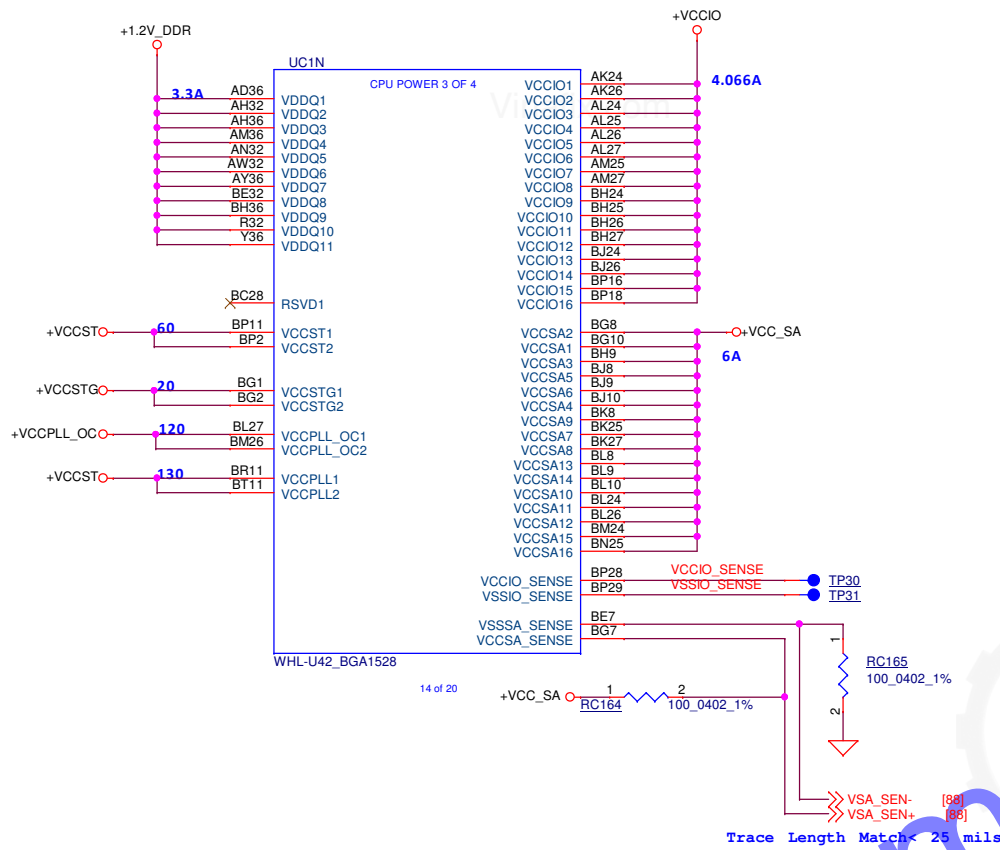 +1.2V_DDR
+VCCIO
UC1N
CPU POWER 3 OF 4
3.3A
4.066A
AD36 VDDQ1
AH32 VDDQ2
AH36 VDDQ3
AM36 VDDQ4
AN32 VDDQ5
AW32 VDDQ6
AY36 VDDQ7
BE32 VDDQ8
BH36 VDDQ9
R32 VDDQ10
Y36 VDDQ11
BC28 RSVD1
+VCCST 60 BP11 VCCST1
BP2 VCCST2
+VCCSTG 20 BG1 VCCSTG1
BG2 VCCSTG2
+VCCPLL_OC 120 BL27 VCCPLL_OC1
BM26 VCCPLL_OC2
+VCCST 130 BR11 VCCPLL1
BT11 VCCPLL2
VCCIO1 AK24
VCCIO2 AK26
VCCIO3 AL24
VCCIO4 AL25
VCCIO5 AL26
VCCIO6 AL27
VCCIO7 AM25
VCCIO8 AM27
VCCIO9 BH24
VCCIO10 BH25
VCCIO11 BH26
VCCIO12 BH27
VCCIO13 BJ24
VCCIO14 BJ26
VCCIO15 BP16
VCCIO16 BP18
VCCSA2 BG8 +VCC_SA
VCCSA1 BG10
6A
VCCSA3 BH9
VCCSA5 BJ8
VCCSA6 BJ9
VCCSA4 BJ10
VCCSA9 BK8
VCCSA7 BK25
VCCSA8 BK27
VCCSA13 BL8
VCCSA14 BL9
VCCSA10 BL10
VCCSA11 BL24
VCCSA12 BL26
VCCSA15 BM24
VCCSA16 BN25
VCCIO_SENSE BP28 VCCIO_SENSE TP30
VSSIO_SENSE BP29 VSSIO_SENSE TP31
VSSSA_SENSE BE7
VCCSA_SENSE BG7
WHL-U42_BGA1528
14 of 20
1
RC165
100_0402_1%
2
+VCC_SA 1 2
RC164 100_0402_1%
VSA_SEN- [88]
VSA_SEN+ [88]
Trace Length Match< 25 mils